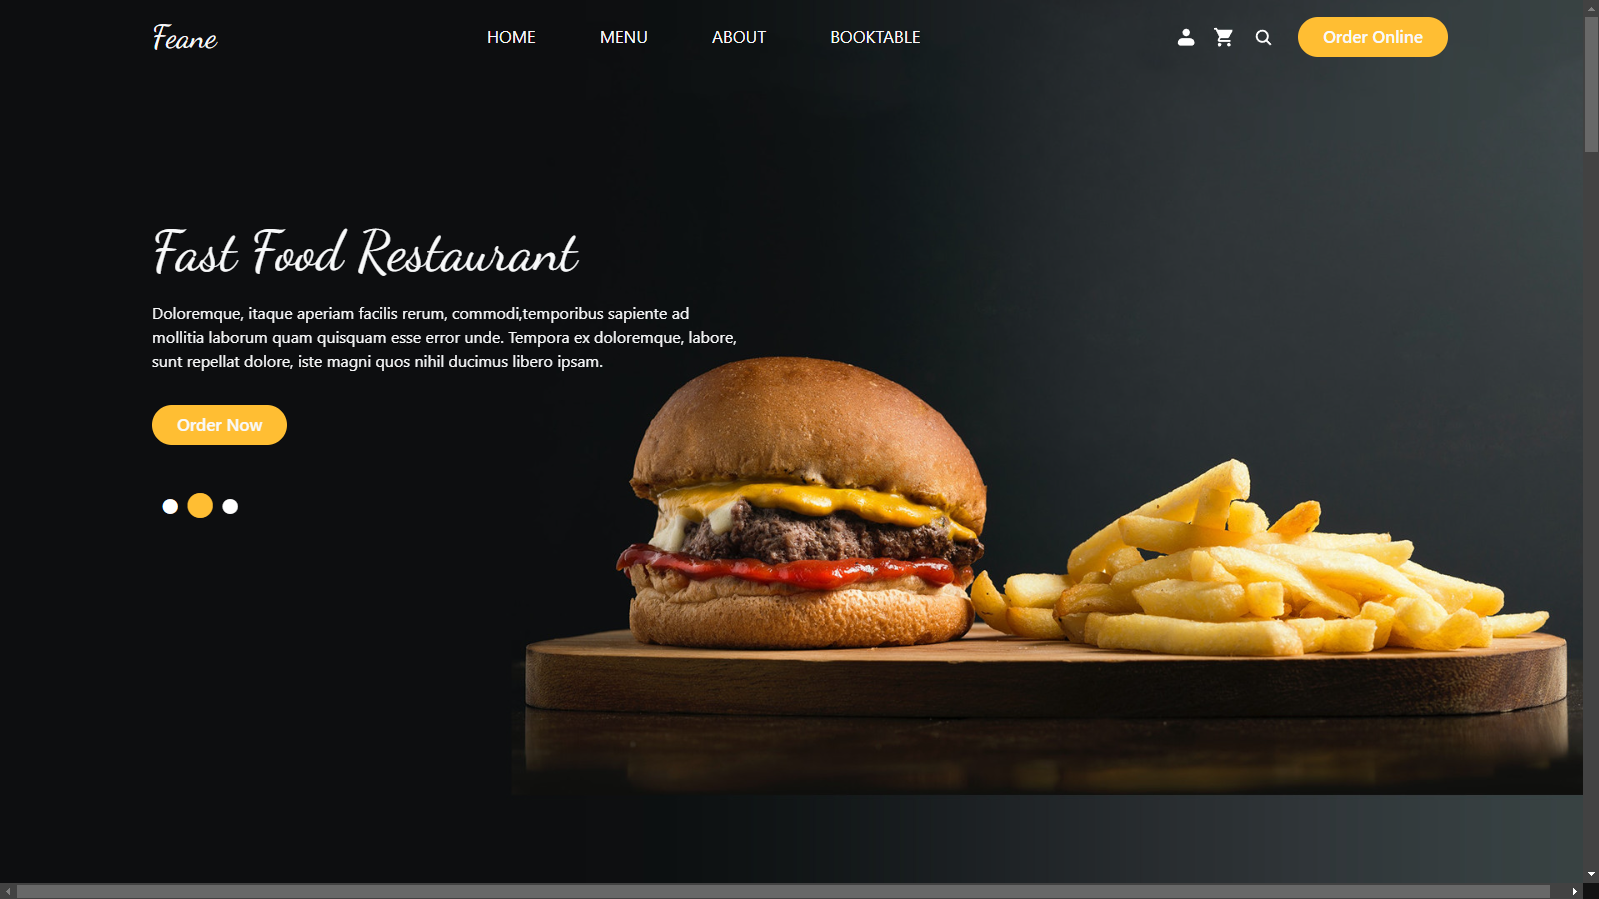 Feane
HOME
MENU
ABOUT
BOOKTABLE
Order Online
Fast Food Restaurant
Doloremque, itaque aperiam facilis rerum, commodi,temporibus sapiente ad
mollitia laborum quam quisquam esse error unde. Tempora ex doloremque, labore,
sunt repellat dolore, iste magni quos nihil ducimus libero ipsam.
Order Now